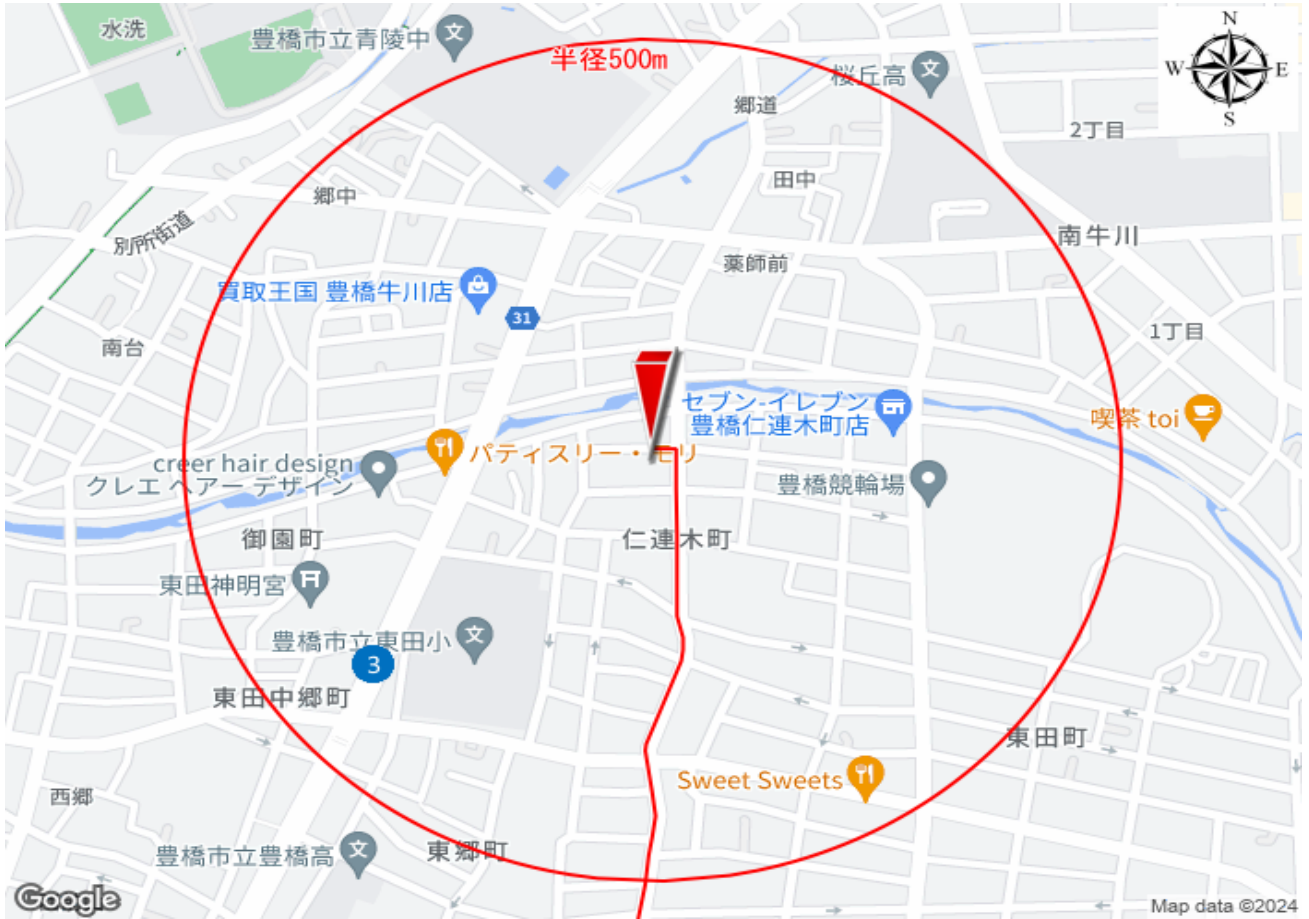 水洗
豊橋市立青陵中
半径500m
桜丘高
N
W
E
S
郷道
2丁目
田中
郷中
別所街道
南牛川
薬師前
買取王国 豊橋牛川店
31
1丁目
南台
セブン-イレブン
豊橋仁連木町店
喫茶 toi
パティスリー・モリ
creer hair design
クレエ ヘアー デザイン
豊橋競輪場
御園町
仁連木町
東田神明宮
豊橋市立東田小
3
東田中郷町
東田町
Sweet Sweets
西郷
豊橋市立豊橋高
東郷町
Google
Map data ©2024